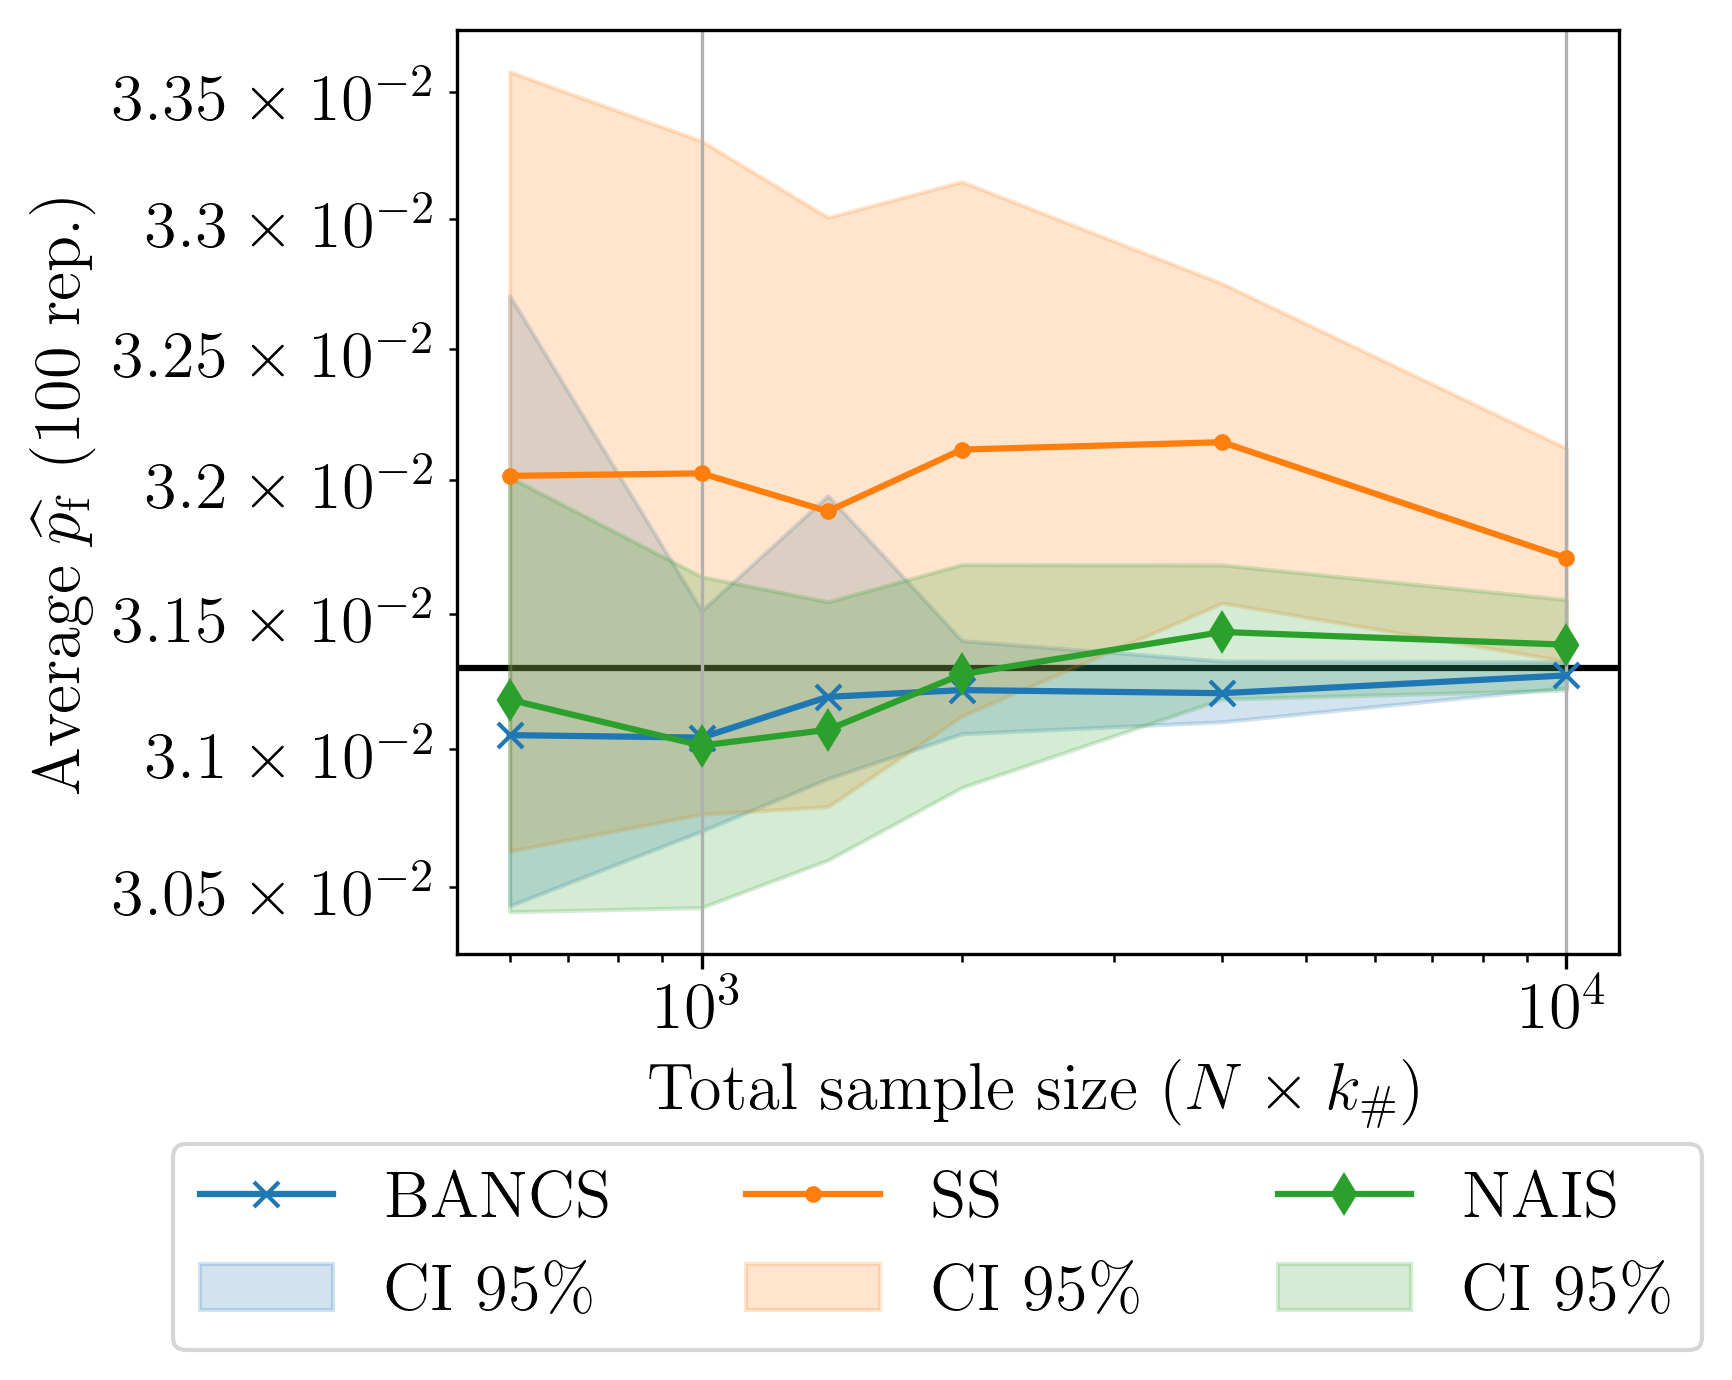 3.35 × 10⁻²
3.3 × 10⁻²
3.25 × 10⁻²
3.2 × 10⁻²
3.15 × 10⁻²
3.1 × 10⁻²
3.05 × 10⁻²
Average p̂_f (100 rep.)
10³ 10⁴
Total sample size (N × k_#)
BANCS SS NAIS
CI 95% CI 95% CI 95%